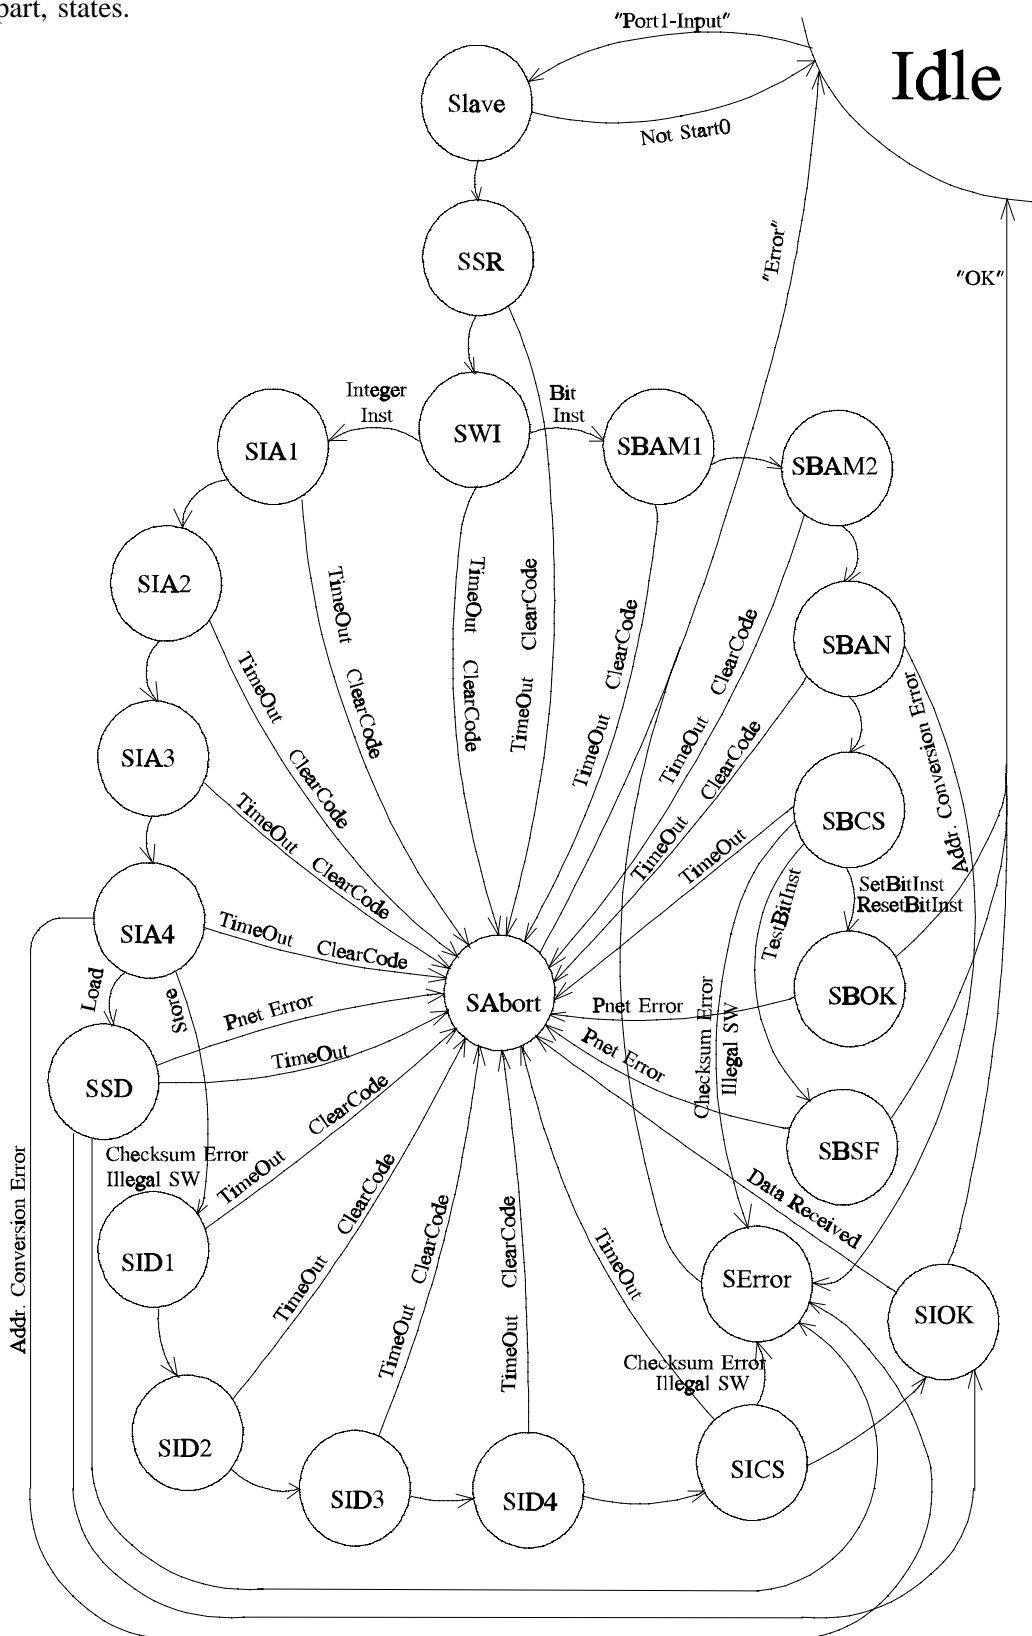 part, states.
"Port1-Input"
Idle
Slave
Not Start0
SSR
"Error"
"OK"
Integer
Inst
Bit
Inst
SWI
SIA1
SBAM1
SBAM2
TimeOut ClearCode
TimeOut ClearCode
TimeOut ClearCode
TimeOut ClearCode
TimeOut ClearCode
SIA2
SBAN
TimeOut ClearCode
TimeOut ClearCode
Addr. Conversion Error
SIA3
SBCS
TimeOut ClearCode
TimeOut
SetBitInst
ResetBitInst
TestBitInst
SIA4
TimeOut ClearCode
Load
Store
SAbort
SBOK
Pnet Error
Pnet Error
TimeOut
Pnet Error
Checksum Error
Illegal SW
SSD
SBSF
Checksum Error
Illegal SW
TimeOut ClearCode
Addr. Conversion Error
Data Received
SID1
TimeOut ClearCode
TimeOut ClearCode
TimeOut ClearCode
TimeOut
SError
SIOK
Checksum Error
Illegal SW
SID2
SID3
SID4
SICS